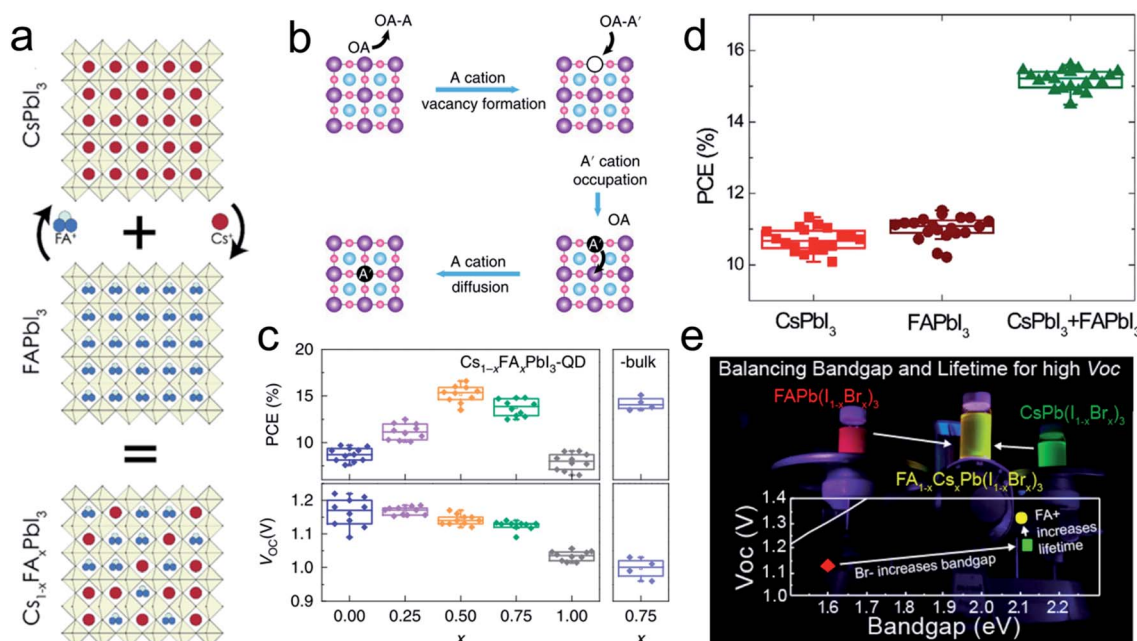 a
CsPbI₃
FA⁺
+
Cs⁺
FAPbI₃
=
Cs₁₋ₓFAₓPbI₃
b
OA-A
OA
A cation
vacancy formation
OA-A′
A′ cation
occupation
OA
A′
A cation
diffusion
A′
c
Cs₁₋ₓFAₓPbI₃-QD
-bulk
PCE (%)
20
15
10
V_OC(V)
1.2
1.1
1.0
0.9
0.00
0.25
0.50
0.75
1.00
0.75
x
x
d
PCE (%)
16
14
12
10
CsPbI₃
FAPbI₃
CsPbI₃+FAPbI₃
e
Balancing Bandgap and Lifetime for high Voc
FAPb(I₁₋ₓBrₓ)₃
CsPb(I₁₋ₓBrₓ)₃
FA₁₋ₓCsₓPb(I₁₋ₓBrₓ)₃
Voc (V)
1.4
1.3
1.2
1.1
1.0
FA+
increases
lifetime
Br- increases bandgap
1.6
1.7
1.8
1.9
2.0
2.1
2.2
Bandgap (eV)